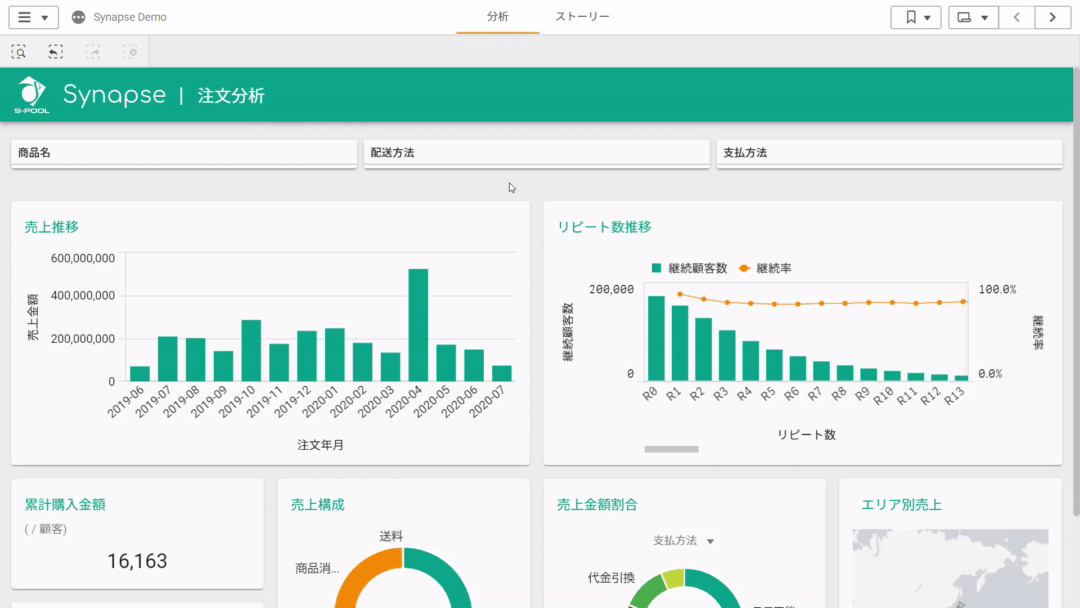 Synapse Demo
分析
ストーリー
S-POOL
Synapse | 注文分析
商品名
配送方法
支払方法
売上推移
600,000,000
400,000,000
200,000,000
0
売上金額
2019-06
2019-07
2019-08
2019-09
2019-10
2019-11
2019-12
2020-01
2020-02
2020-03
2020-04
2020-05
2020-06
2020-07
注文年月
リピート数推移
継続顧客数
継続率
200,000
0
継続顧客数
100.0%
0.0%
継続率
R0
R1
R2
R3
R4
R5
R6
R7
R8
R9
R10
R11
R12
R13
リピート数
累計購入金額
( / 顧客)
16,163
売上構成
送料
商品消...
売上金額割合
支払方法
代金引換
エリア別売上